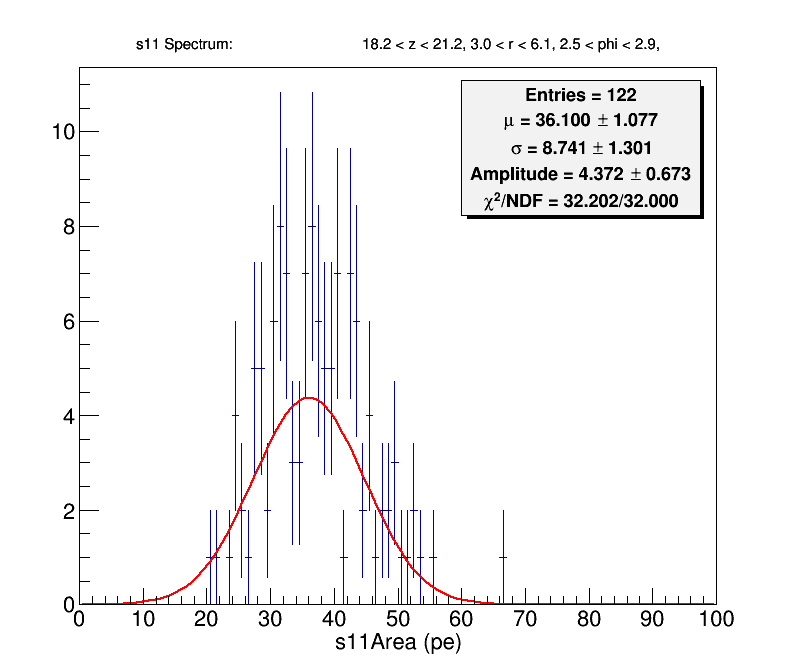 s11 Spectrum: 18.2 < z < 21.2, 3.0 < r < 6.1, 2.5 < phi < 2.9,
Entries = 122
μ = 36.100 ± 1.077
σ = 8.741 ± 1.301
Amplitude = 4.372 ± 0.673
χ²/NDF = 32.202/32.000
10
8
6
4
2
0
0 10 20 30 40 50 60 70 80 90 100
s11Area (pe)